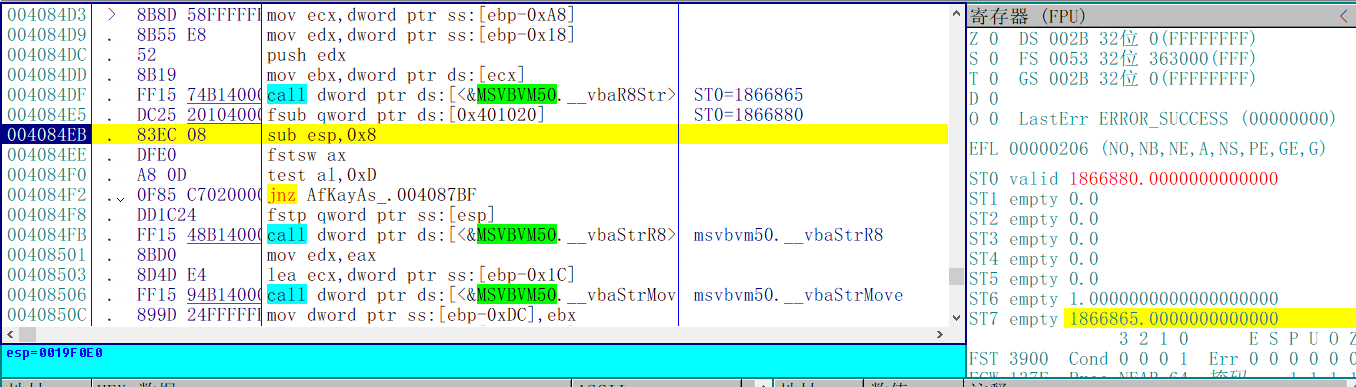 004084D3 > 8B8D 58FFFFFF mov ecx,dword ptr ss:[ebp-0xA8]
004084D9 . 8B55 E8 mov edx,dword ptr ss:[ebp-0x18]
004084DC . 52 push edx
004084DD . 8B19 mov ebx,dword ptr ds:[ecx]
004084DF . FF15 74B14000 call dword ptr ds:[<&MSVBVM50.__vbaR8Str> ST0=1866865
004084E5 . DC25 20104000 fsub qword ptr ds:[0x401020] ST0=1866880
004084EB . 83EC 08 sub esp,0x8
004084EE . DFE0 fstsw ax
004084F0 . A8 0D test al,0xD
004084F2 . 0F85 C7020000 jnz AfKayAs_.004087BF
004084F8 . DD1C24 fstp qword ptr ss:[esp]
004084FB . FF15 48B14000 call dword ptr ds:[<&MSVBVM50.__vbaStrR8> msvbvm50.__vbaStrR8
00408501 . 8BD0 mov edx,eax
00408503 . 8D4D E4 lea ecx,dword ptr ss:[ebp-0x1C]
00408506 . FF15 94B14000 call dword ptr ds:[<&MSVBVM50.__vbaStrMov msvbvm50.__vbaStrMove
0040850C . 899D 24FFFFFF mov dword ptr ss:[ebp-0xDC],ebx
esp=0019F0E0
寄存器 (FPU) <
Z 0 DS 002B 32位 0(FFFFFFFF)
S 0 FS 0053 32位 363000(FFF)
T 0 GS 002B 32位 0(FFFFFFFF)
D 0
O 0 LastErr ERROR_SUCCESS (00000000)
EFL 00000206 (NO,NB,NE,A,NS,PE,GE,G)
ST0 valid 1866880.0000000000000
ST1 empty 0.0
ST2 empty 0.0
ST3 empty 0.0
ST4 empty 0.0
ST5 empty 0.0
ST6 empty 1.0000000000000000000
ST7 empty 1866865.0000000000000
3 2 1 0 E S P U O Z
FST 3900 Cond 0 0 0 1 Err 0 0 0 0 0 0